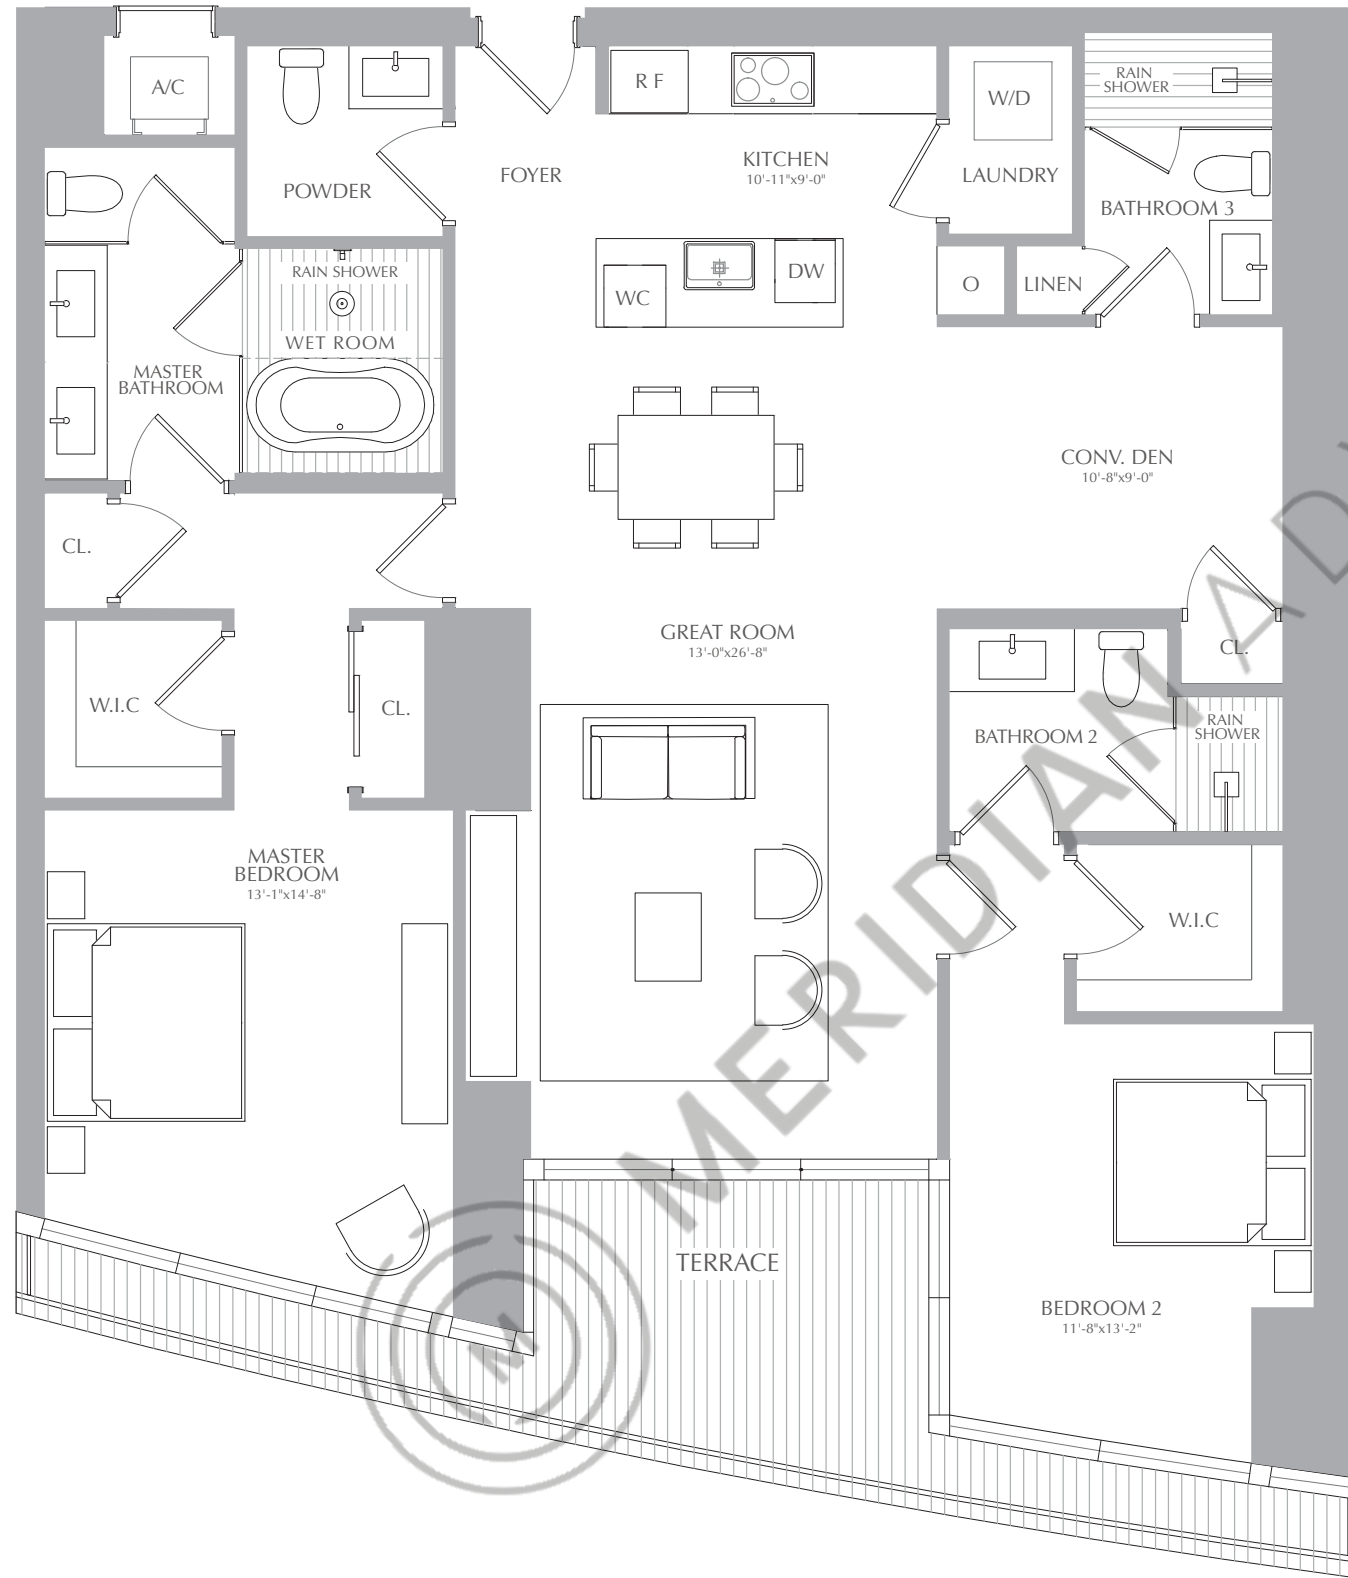 A/C
R F
W/D
RAIN
SHOWER
KITCHEN
10'-11"x9'-0"
FOYER
LAUNDRY
POWDER
BATHROOM 3
RAIN SHOWER
DW
WC
O
LINEN
WET ROOM
MASTER
BATHROOM
CONV. DEN
10'-8"x9'-0"
CL.
GREAT ROOM
13'-0"x26'-8"
CL.
W.I.C
CL.
BATHROOM 2
RAIN
SHOWER
MASTER
BEDROOM
13'-1"x14'-8"
W.I.C
TERRACE
BEDROOM 2
11'-8"x13'-2"
M
MERIDIAN AD